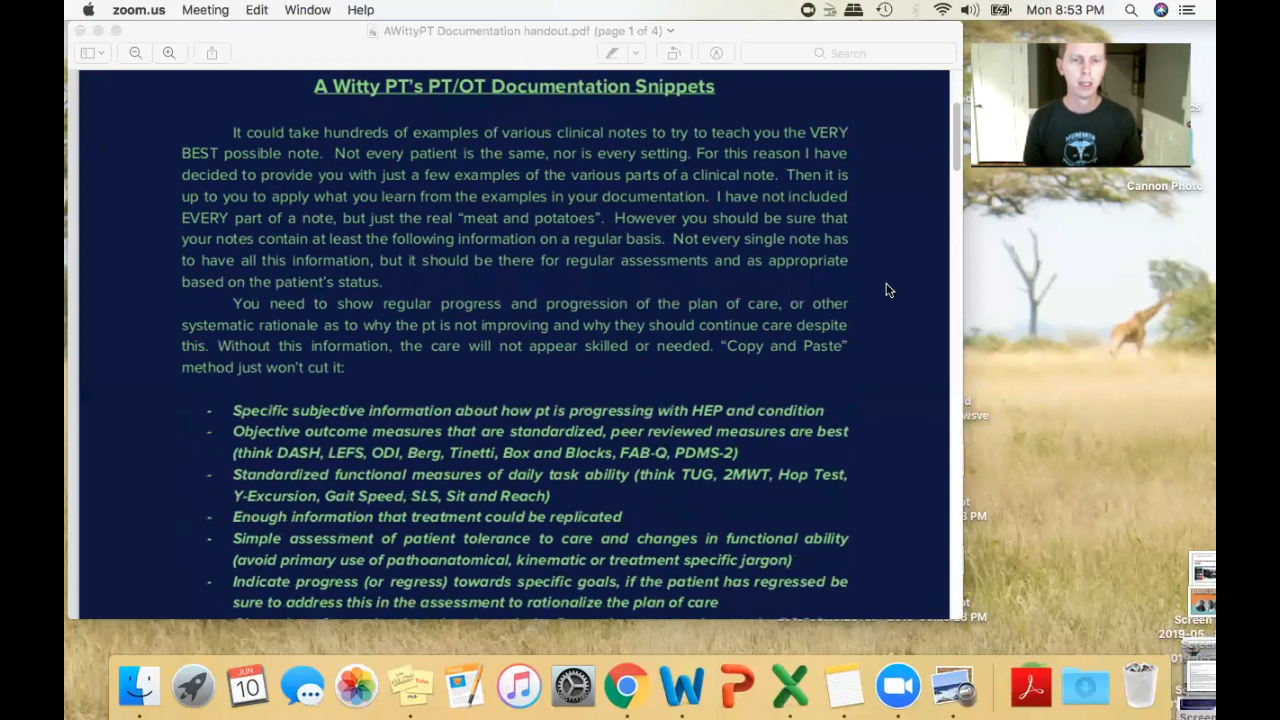 zoom.us Meeting Edit Window Help
Mon 8:53 PM
AWittyPT Documentation handout.pdf (page 1 of 4)
Search
A Witty PT's PT/OT Documentation Snippets
It could take hundreds of examples of various clinical notes to try to teach you the VERY
BEST possible note. Not every patient is the same, nor is every setting. For this reason I have
decided to provide you with just a few examples of the various parts of a clinical note. Then it is
up to you to apply what you learn from the examples in your documentation. I have not included
EVERY part of a note, but just the real “meat and potatoes”. However you should be sure that
your notes contain at least the following information on a regular basis. Not every single note has
to have all this information, but it should be there for regular assessments and as appropriate
based on the patient's status.
You need to show regular progress and progression of the plan of care, or other
systematic rationale as to why the pt is not improving and why they should continue care despite
this. Without this information, the care will not appear skilled or needed. “Copy and Paste”
method just won't cut it:
- Specific subjective information about how pt is progressing with HEP and condition
- Objective outcome measures that are standardized, peer reviewed measures are best
(think DASH, LEFS, ODI, Berg, Tinetti, Box and Blocks, FAB-Q, PDMS-2)
- Standardized functional measures of daily task ability (think TUG, 2MWT, Hop Test,
Y-Excursion, Gait Speed, SLS, Sit and Reach)
- Enough information that treatment could be replicated
- Simple assessment of patient tolerance to care and changes in functional ability
(avoid primary use of pathoanatomical, kinematic or treatment specific jargan)
- Indicate progress (or regress) towards specific goals, if the patient has regressed be
sure to address this in the assessment to rationalize the plan of care
Cannon Photo
JUN
10
Screen
2019-05